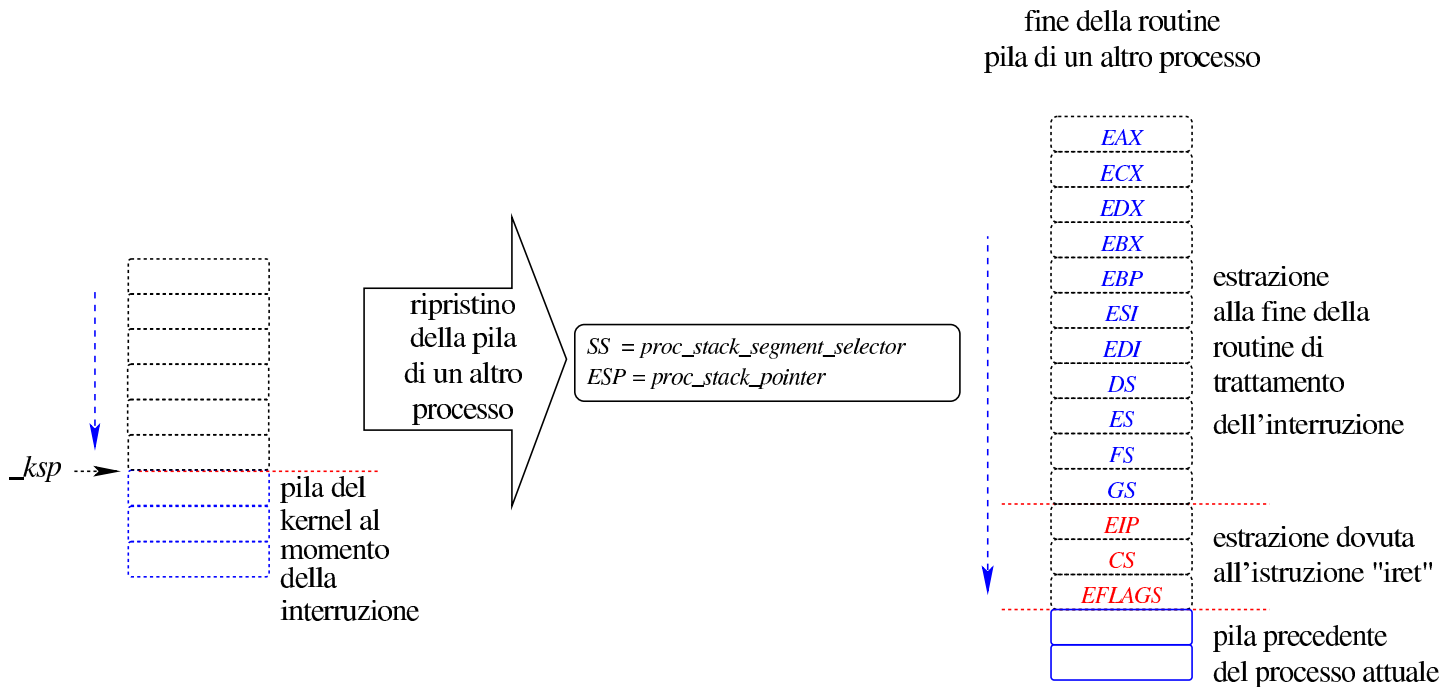 fine della routine
pila di un altro processo
_ksp
pila del
kernel al
momento
della
interruzione
ripristino
della pila
di un altro
processo
SS = proc_stack_segment_selector
ESP = proc_stack_pointer
EAX
ECX
EDX
EBX
EBP
ESI
EDI
DS
ES
FS
GS
EIP
CS
EFLAGS
estrazione
alla fine della
routine di
trattamento
dell'interruzione
estrazione dovuta
all'istruzione "iret"
pila precedente
del processo attuale